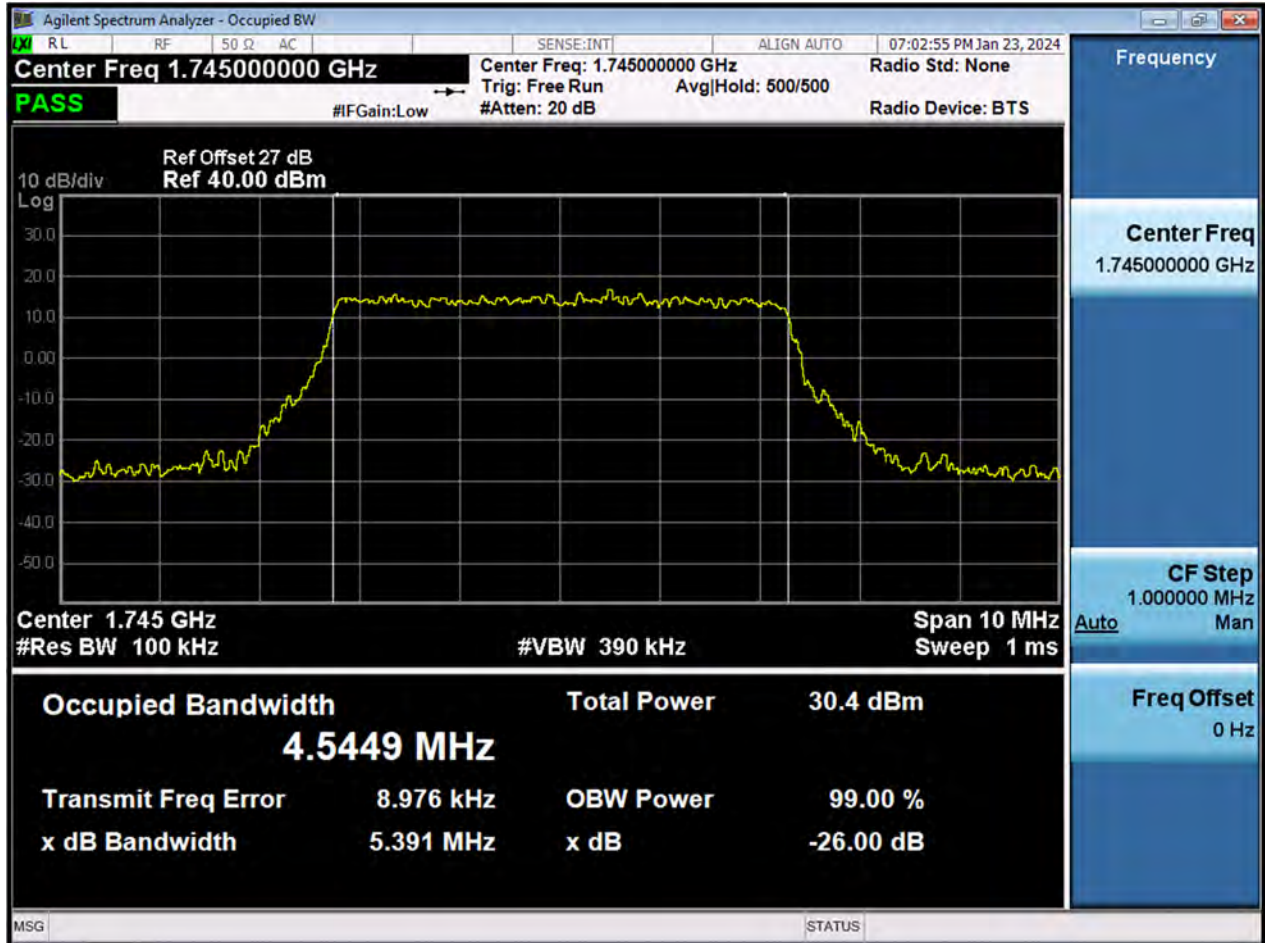 Agilent Spectrum Analyzer - Occupied BW
LXI RL RF 50 Ω AC SENSE:INT ALIGN AUTO 07:02:55 PM Jan 23, 2024
Center Freq 1.745000000 GHz
Center Freq: 1.745000000 GHz
Radio Std: None
Trig: Free Run Avg|Hold: 500/500
PASS
#IFGain:Low
#Atten: 20 dB
Radio Device: BTS
Ref Offset 27 dB
10 dB/div Ref 40.00 dBm
Log
30.0
20.0
10.0
0.00
-10.0
-20.0
-30.0
-40.0
-50.0
Center 1.745 GHz Span 10 MHz
#Res BW 100 kHz #VBW 390 kHz Sweep 1 ms
Occupied Bandwidth Total Power 30.4 dBm
4.5449 MHz
Transmit Freq Error 8.976 kHz OBW Power 99.00 %
x dB Bandwidth 5.391 MHz x dB -26.00 dB
MSG STATUS
Frequency
Center Freq
1.745000000 GHz
CF Step
1.000000 MHz
Auto Man
Freq Offset
0 Hz